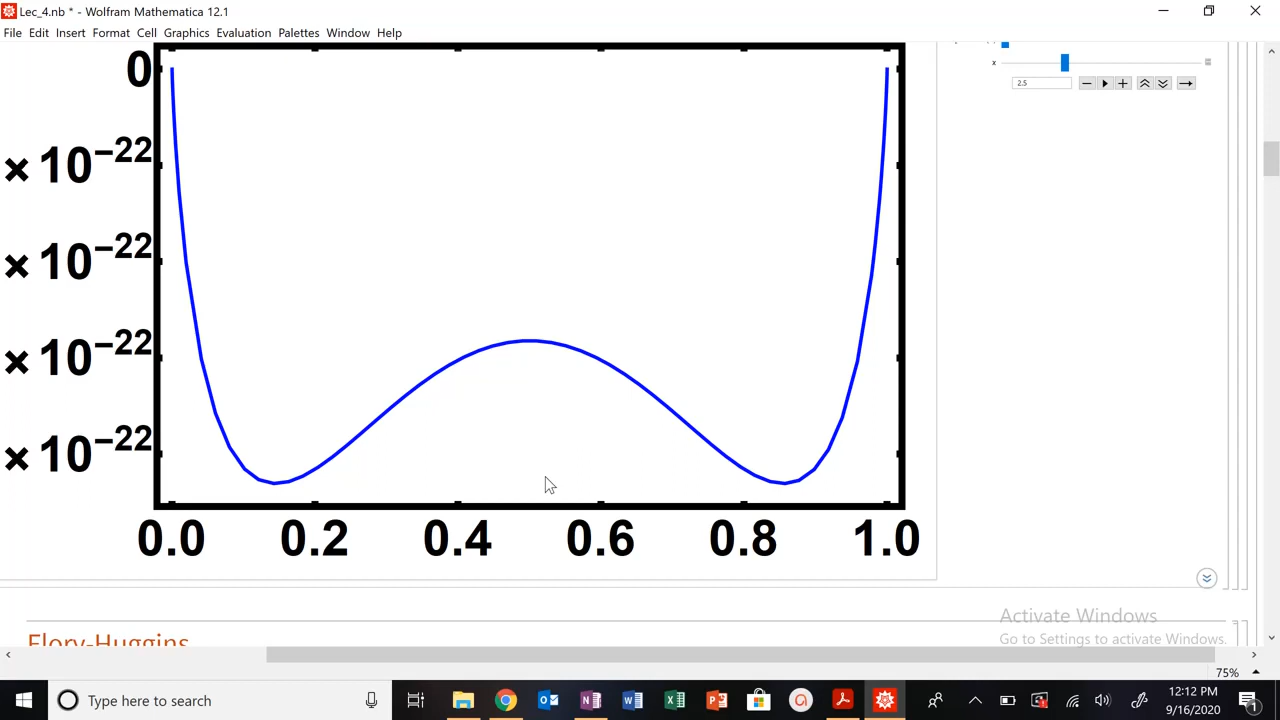 Lec_4.nb * - Wolfram Mathematica 12.1
File Edit Insert Format Cell Evaluation Graphics Evaluation Palettes Window Help
0
× 10−22
× 10−22
× 10−22
× 10−22
0.0 0.2 0.4 0.6 0.8 1.0
x
2.5
Flory-Huggins
Activate Windows
Go to Settings to activate Windows.
75%
Type here to search
12:12 PM
9/16/2020
1